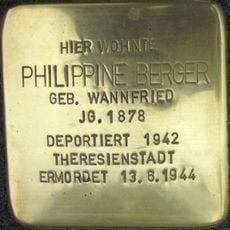 HIER WOHNTE
PHILIPPINE BERGER
GEB. WANNFRIED
JG. 1878
DEPORTIERT 1942
THERESIENSTADT
ERMORDET 13.6.1944